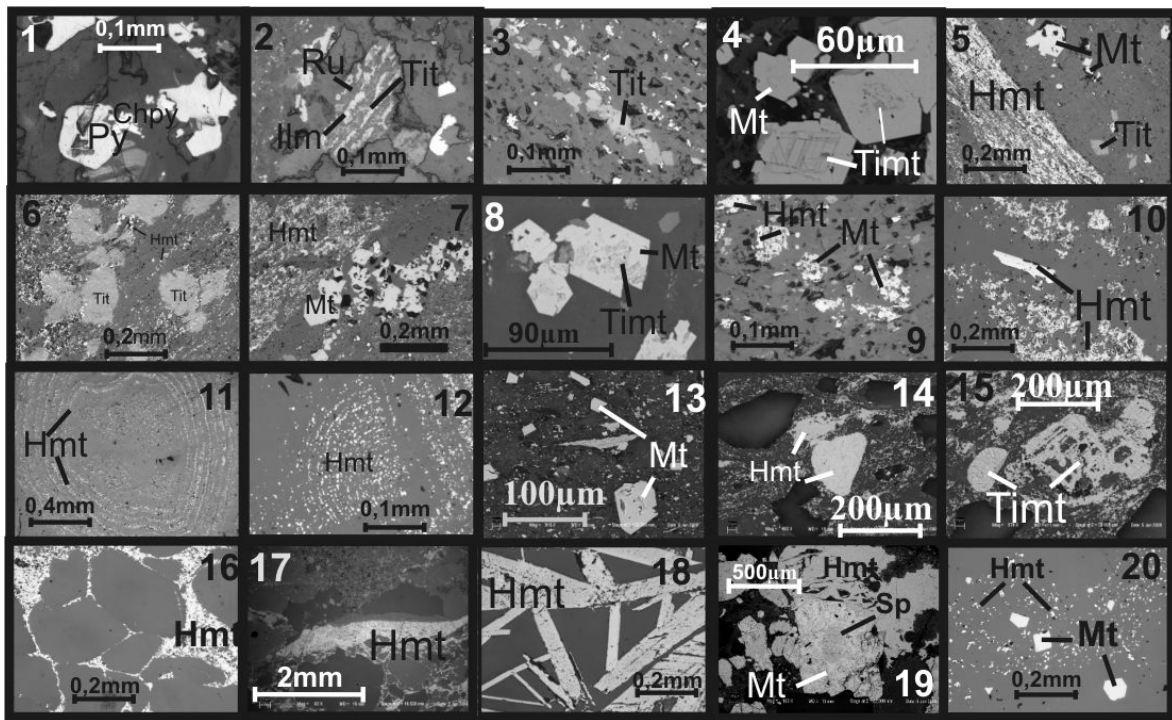 1
0,1mm
Chpy
Py
2
Ru
Tit
Ilm
0,1mm
3
Tit
0,1mm
4
60µm
Mt
Timt
5
Mt
Hmt
Tit
0,2mm
6
Hmt
Tit
Tit
0,2mm
7
Hmt
Mt
0,2mm
8
Mt
Timt
90µm
Hmt
Mt
0,1mm
9
10
0,2mm
Hmt
11
Hmt
0,4mm
12
Hmt
0,1mm
13
Mt
100µm
14
Hmt
200µm
15
200µm
Timt
16
Hmt
0,2mm
17
Hmt
2mm
18
Hmt
0,2mm
500µm
Hmt
Sp
Mt
19
Hmt
20
Mt
0,2mm